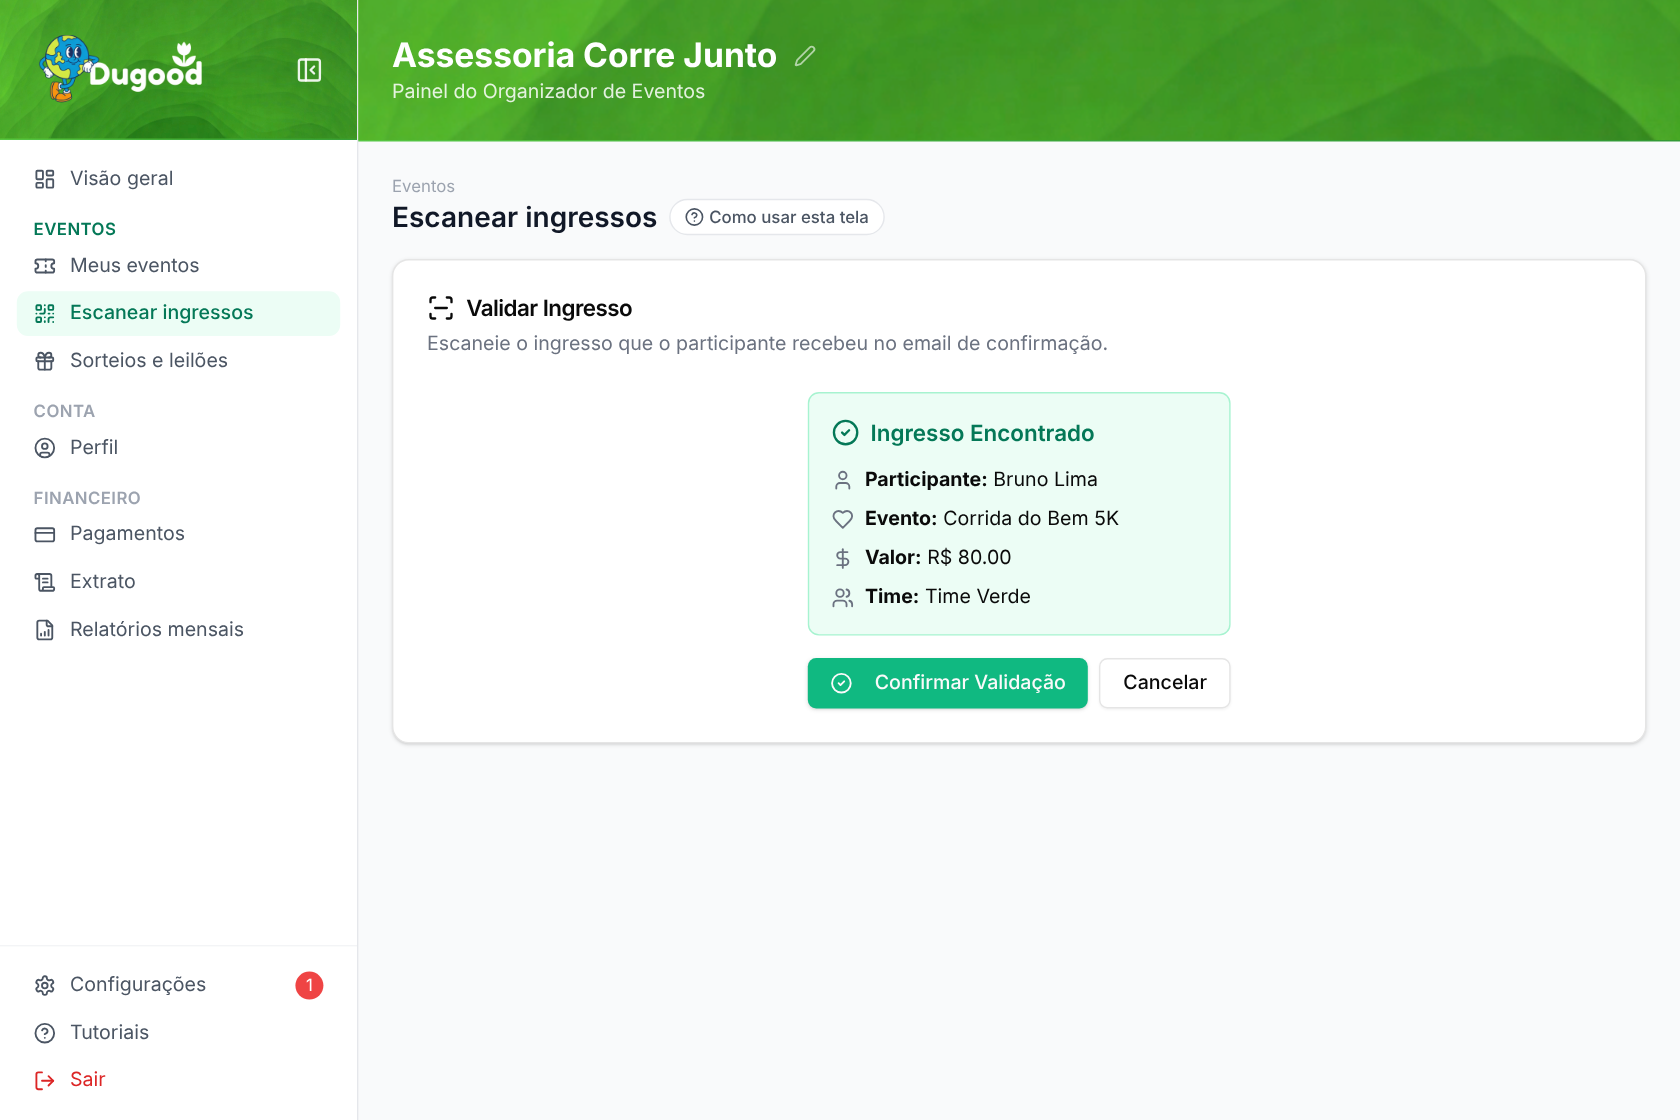 Dugood
Assessoria Corre Junto
Painel do Organizador de Eventos
Visão geral
EVENTOS
Meus eventos
Escanear ingressos
Sorteios e leilões
CONTA
Perfil
FINANCEIRO
Pagamentos
Extrato
Relatórios mensais
Configurações
1
Tutoriais
Sair
Eventos
Escanear ingressos
Como usar esta tela
Validar Ingresso
Escaneie o ingresso que o participante recebeu no email de confirmação.
Ingresso Encontrado
Participante: Bruno Lima
Evento: Corrida do Bem 5K
Valor: R$ 80.00
Time: Time Verde
Confirmar Validação
Cancelar